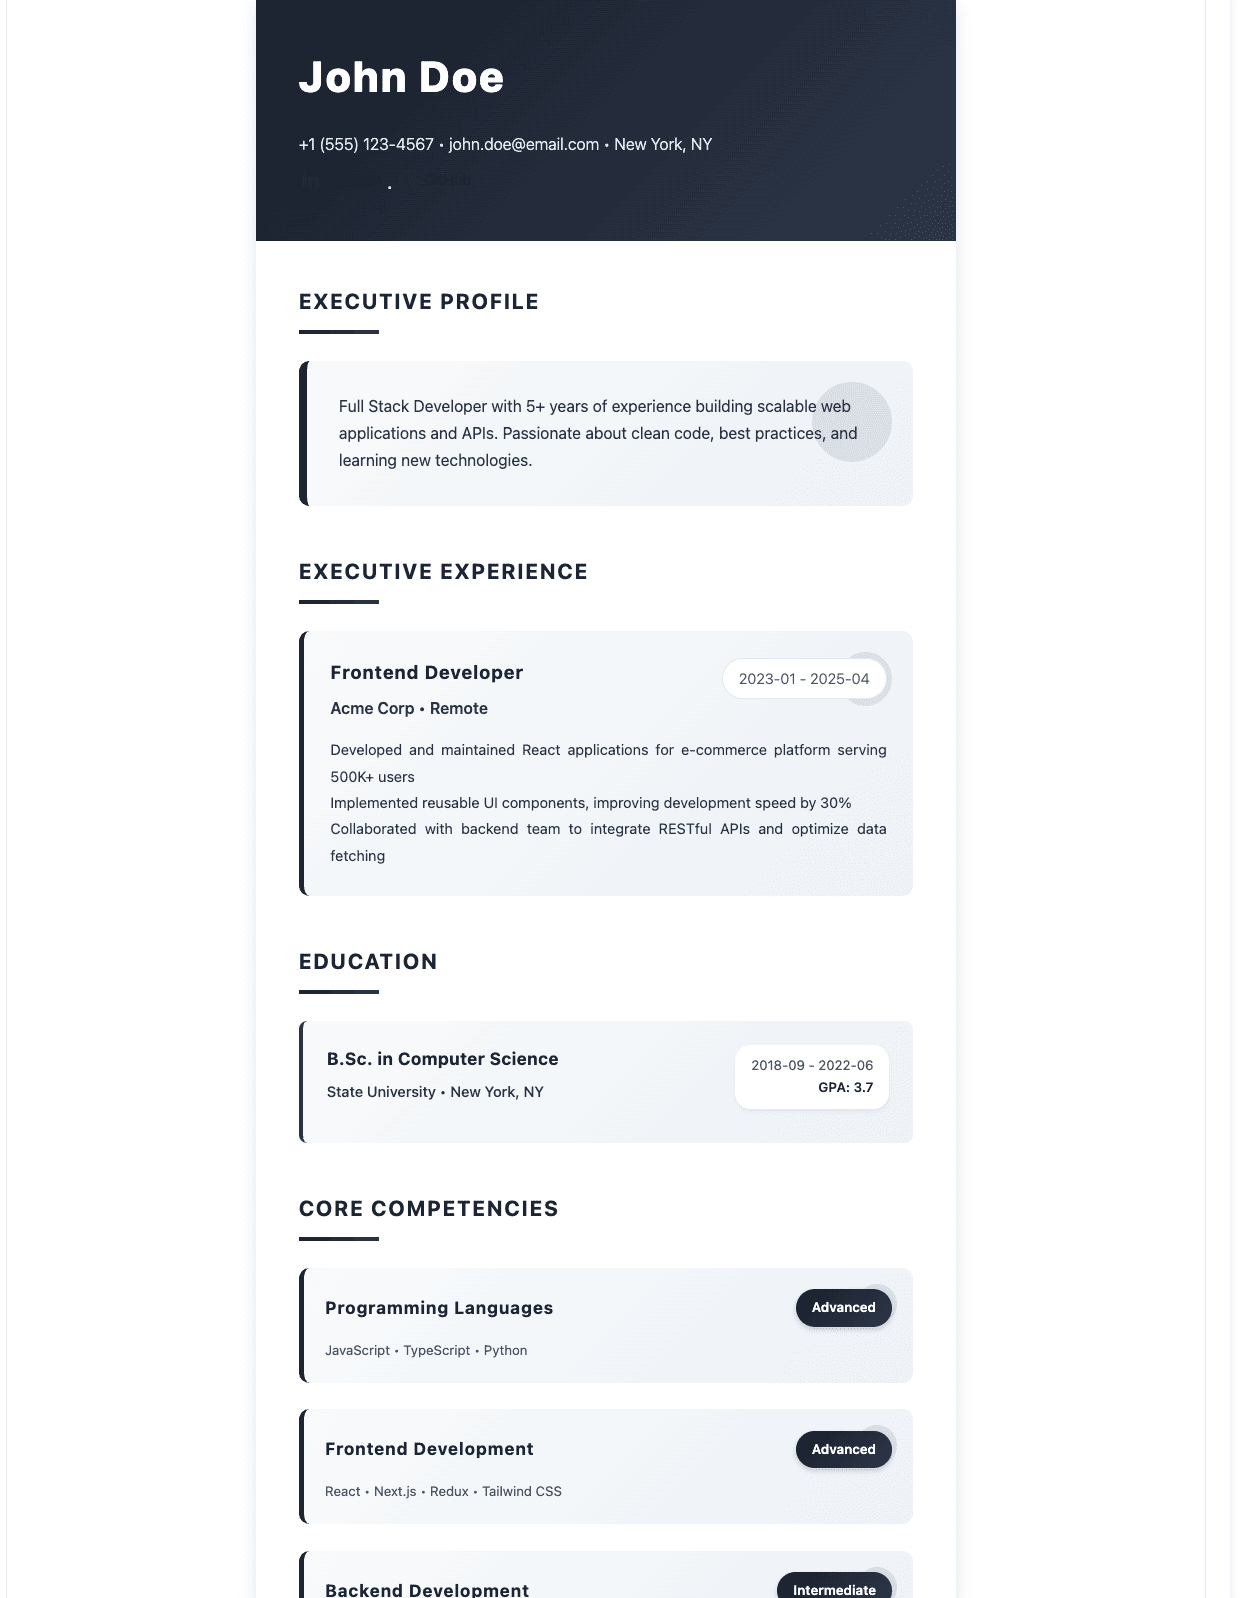 John Doe
+1 (555) 123-4567 • john.doe@email.com • New York, NY
• GitHub
EXECUTIVE PROFILE
Full Stack Developer with 5+ years of experience building scalable web
applications and APIs. Passionate about clean code, best practices, and
learning new technologies.
EXECUTIVE EXPERIENCE
Frontend Developer
2023-01 - 2025-04
Acme Corp • Remote
Developed and maintained React applications for e-commerce platform serving
500K+ users
Implemented reusable UI components, improving development speed by 30%
Collaborated with backend team to integrate RESTful APIs and optimize data
fetching
EDUCATION
B.Sc. in Computer Science
2018-09 - 2022-06
State University • New York, NY
GPA: 3.7
CORE COMPETENCIES
Programming Languages
Advanced
JavaScript • TypeScript • Python
Frontend Development
Advanced
React • Next.js • Redux • Tailwind CSS
Backend Development
Intermediate